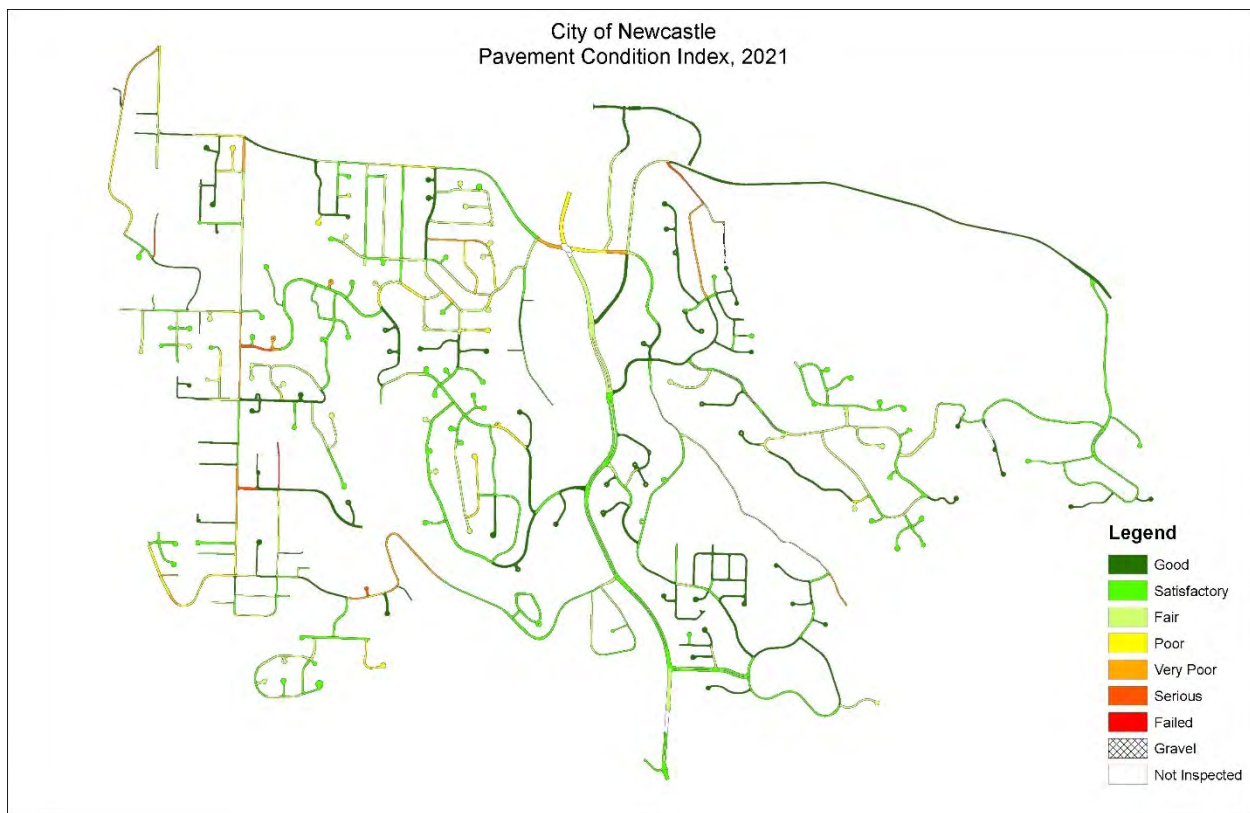 City of Newcastle
Pavement Condition Index, 2021
Legend
Good
Satisfactory
Fair
Poor
Very Poor
Serious
Failed
Gravel
Not Inspected